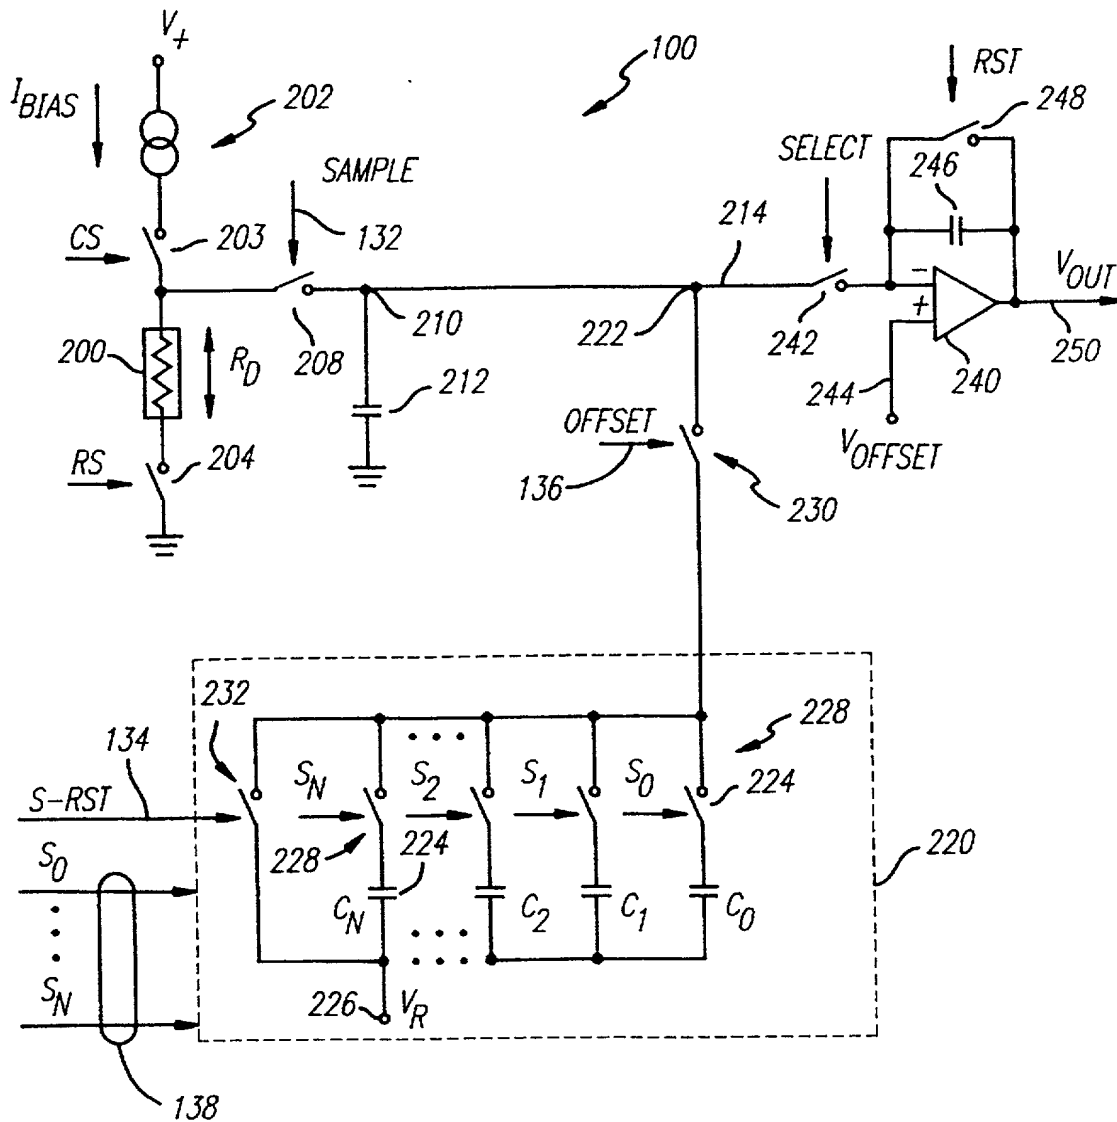 V+
100
RST
I BIAS
202
248
SELECT
246
SAMPLE
CS
203
132
214
VOUT
−
+
200
RD
208
210
222
242
244
240
250
212
OFFSET
VOFFSET
RS
204
136
230
232
228
134
SN
S2
S1
S0
224
S-RST
228
224
220
S0
CN
C2
C1
C0
SN
226
VR
138